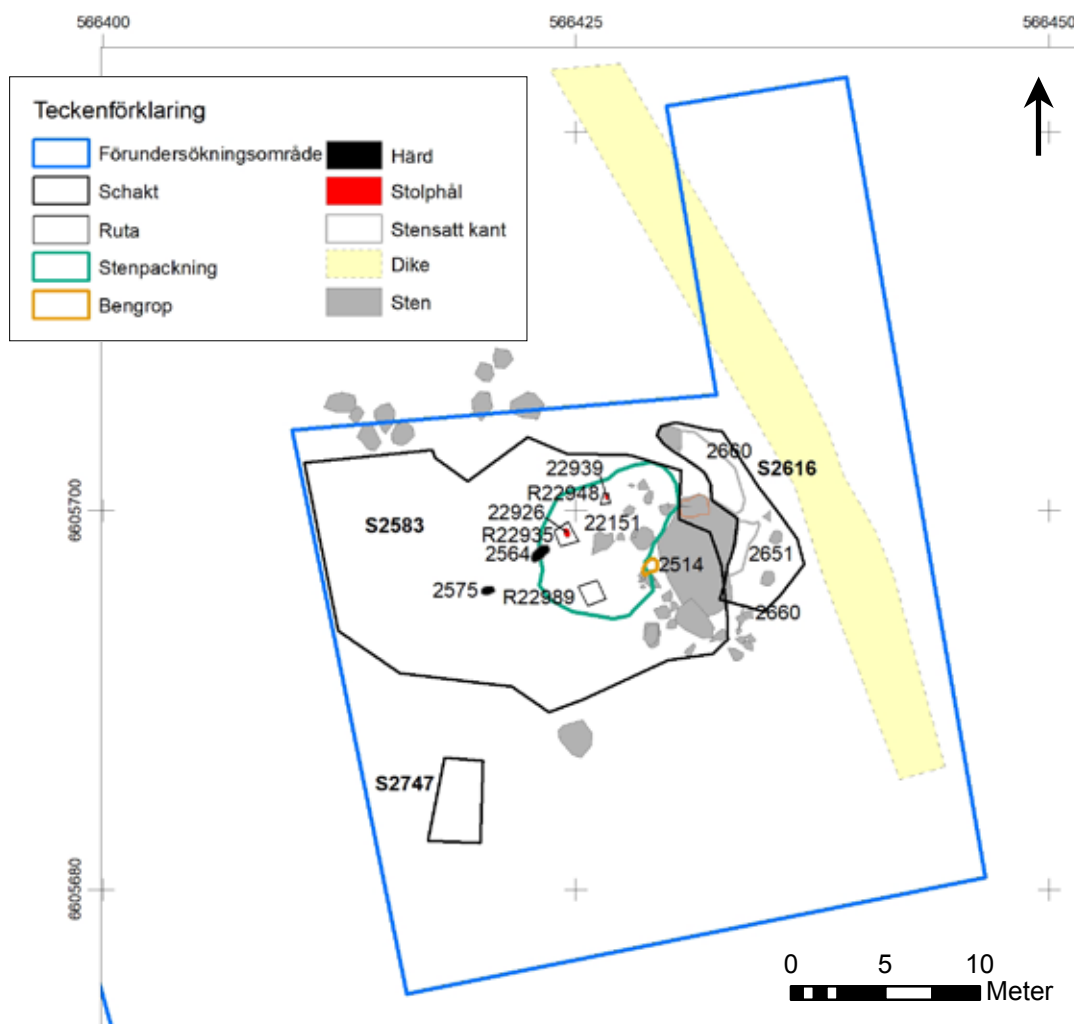 566400 566425 566450
Teckenförklaring
Förundersökningsområde
Schakt
Ruta
Stenpackning
Bengrop
Härd
Stolphål
Stensatt kant
Dike
Sten
6605700
6605680
2660
S2616
22939
R22948
S2583
22926
22151
R22935
2564
2651
2514
2575
R22989
2660
S2747
0 5 10
Meter